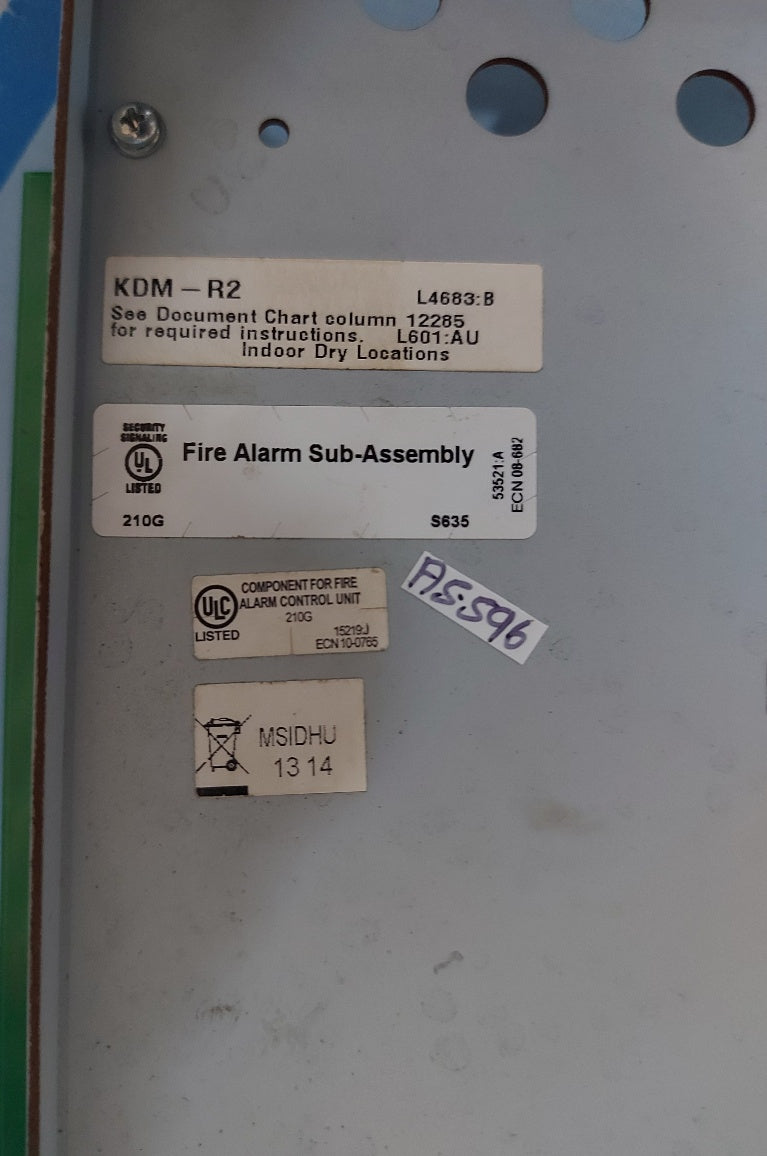 KDM – R2
L4683:B
See Document Chart column 12285
for required instructions. L601:AU
Indoor Dry Locations
SECURITY
SIGNALING
UL
LISTED
210G
Fire Alarm Sub-Assembly
S635
53521:A
ECN 08-682
ULC
LISTED
COMPONENT FOR FIRE
ALARM CONTROL UNIT
210G
15219:J
ECN 10-0765
AS-596
MSIDHU
13 14